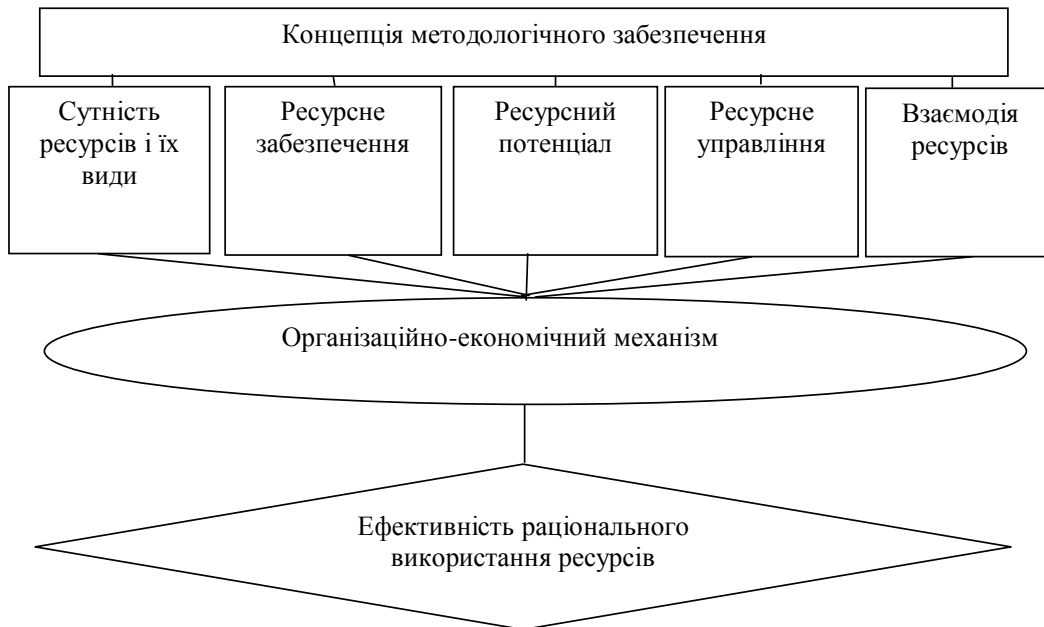 Концепція методологічного забезпечення
Сутність
ресурсів і їх
види
Ресурсне
забезпечення
Ресурсний
потенціал
Ресурсне
управління
Взаємодія
ресурсів
Організаційно-економічний механізм
Ефективність раціонального
використання ресурсів